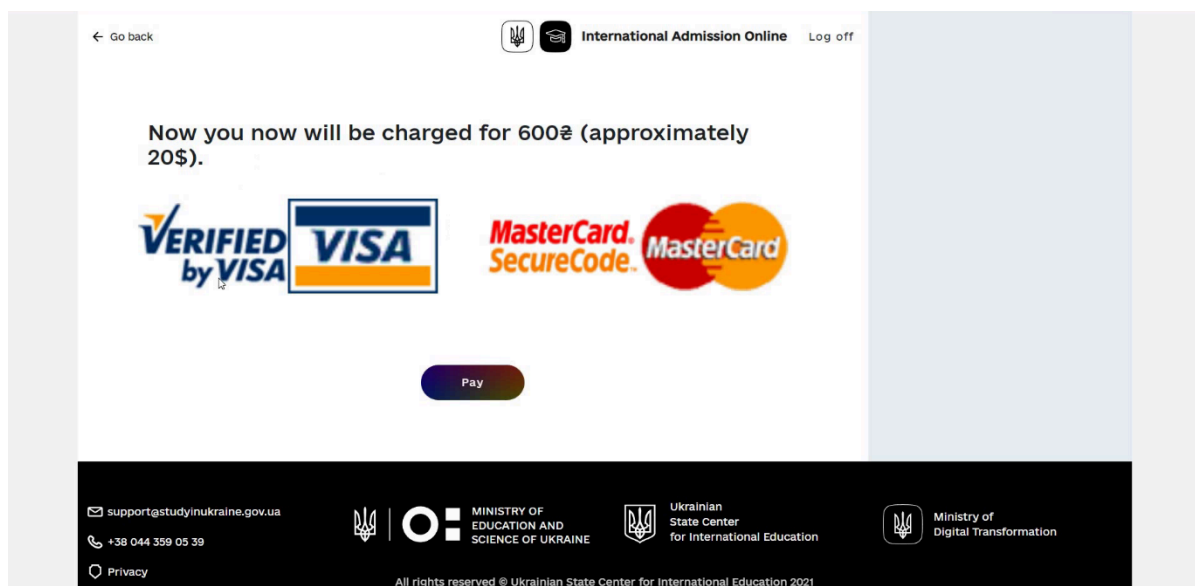 ← Go back
International Admission Online
Log off
Now you now will be charged for 600₴ (approximately
20$).
VERIFIED
by VISA
VISA
MasterCard.
SecureCode.
MasterCard
Pay
support@studyinukraine.gov.ua
+38 044 359 05 39
Privacy
MINISTRY OF
EDUCATION AND
SCIENCE OF UKRAINE
Ukrainian
State Center
for International Education
Ministry of
Digital Transformation
All rights reserved © Ukrainian State Center for International Education 2021